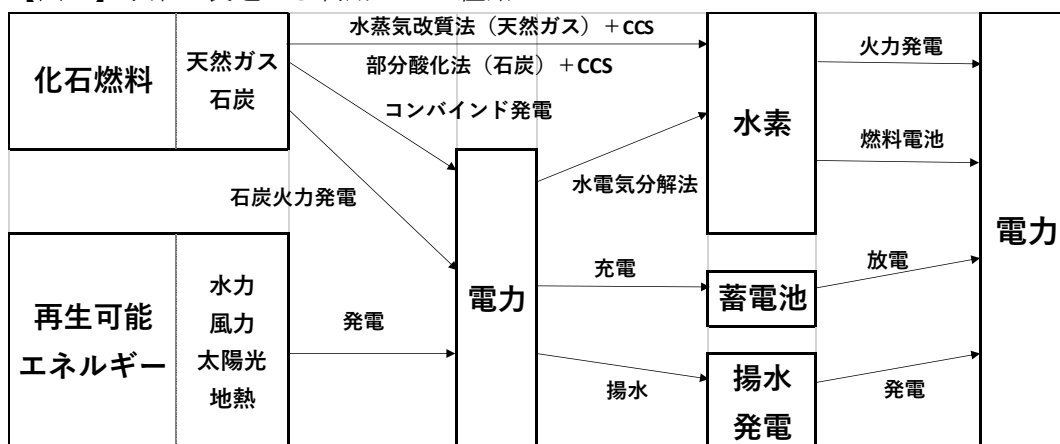 水蒸気改質法（天然ガス）＋CCS
部分酸化法（石炭）＋CCS
化石燃料
天然ガス
石炭
コンバインド発電
石炭火力発電
水素
火力発電
燃料電池
水電気分解法
電力
電力
再生可能
エネルギー
水力
風力
太陽光
地熱
発電
充電
蓄電池
放電
揚水
揚水
発電
発電